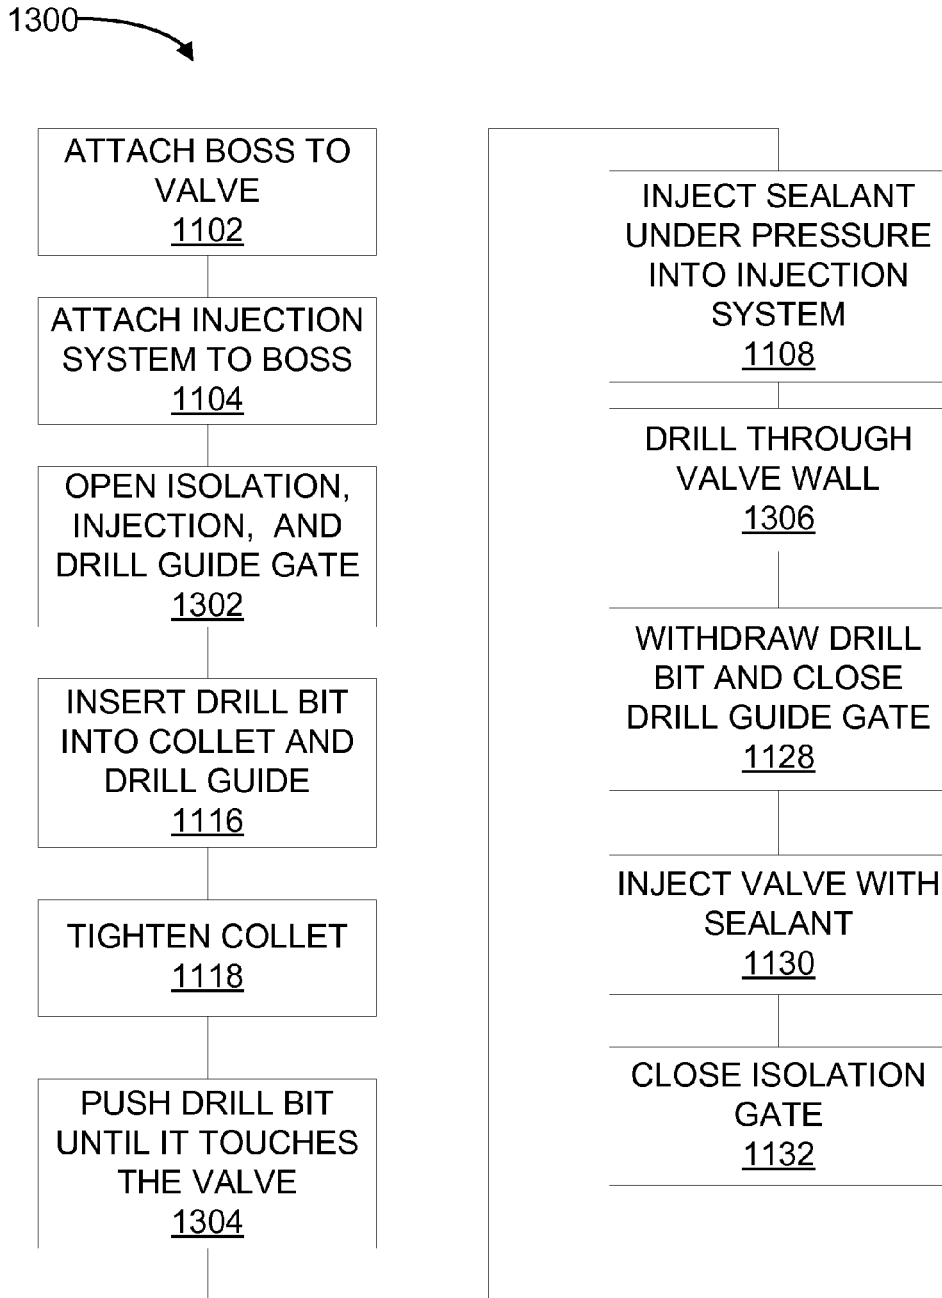 1300
ATTACH BOSS TO
VALVE
1102
ATTACH INJECTION
SYSTEM TO BOSS
1104
OPEN ISOLATION,
INJECTION, AND
DRILL GUIDE GATE
1302
INSERT DRILL BIT
INTO COLLET AND
DRILL GUIDE
1116
TIGHTEN COLLET
1118
PUSH DRILL BIT
UNTIL IT TOUCHES
THE VALVE
1304
INJECT SEALANT
UNDER PRESSURE
INTO INJECTION
SYSTEM
1108
DRILL THROUGH
VALVE WALL
1306
WITHDRAW DRILL
BIT AND CLOSE
DRILL GUIDE GATE
1128
INJECT VALVE WITH
SEALANT
1130
CLOSE ISOLATION
GATE
1132